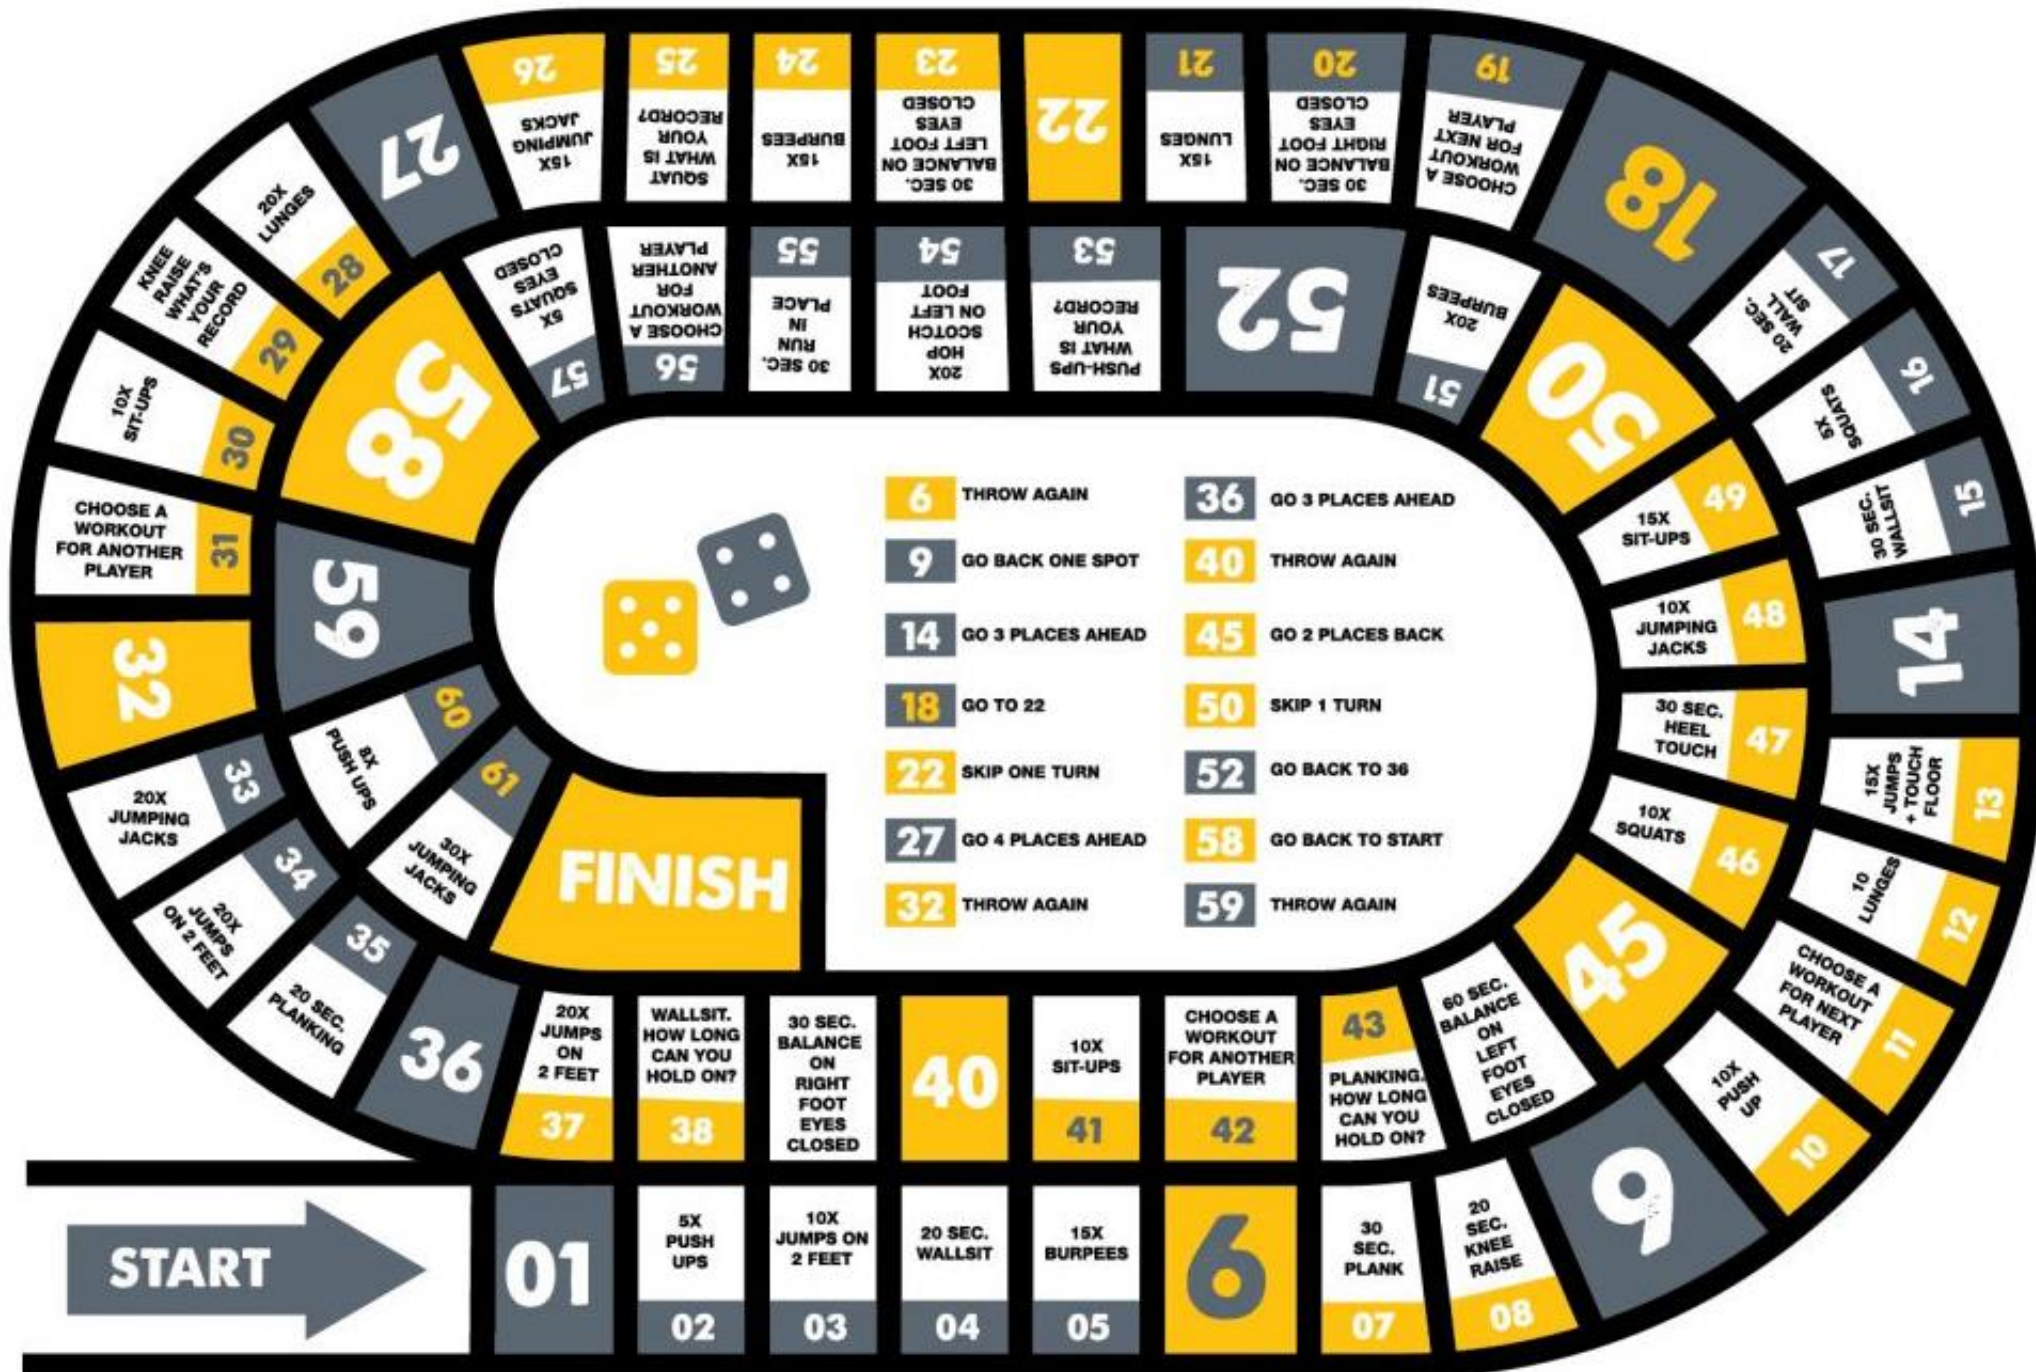 START
01
5X
PUSH
UPS
02
10X
JUMPS ON
2 FEET
03
20 SEC.
WALLSIT
04
15X
BURPEES
05
6
30
SEC.
PLANK
07
20
SEC.
KNEE
RAISE
08
9
10X
PUSH
UP
10
CHOOSE A
WORKOUT
FOR NEXT
PLAYER
11
10
LUNGES
12
15X
JUMPS
+ TOUCH
FLOOR
13
14
30 SEC.
WALLSIT
15
5X
SQUATS
16
20 SEC.
WALL
SIT
17
18
CHOOSE A
WORKOUT
FOR NEXT
PLAYER
19
30 SEC.
BALANCE ON
RIGHT FOOT
EYES
CLOSED
20
15X
LUNGES
21
22
30 SEC.
BALANCE ON
LEFT FOOT
EYES
CLOSED
23
15X
BURPEES
24
SQUAT
WHAT IS
YOUR
RECORD?
25
15X
JUMPING
JACKS
26
27
20X
LUNGES
28
KNEE
RAISE
WHAT'S
YOUR
RECORD
29
10X
SIT-UPS
30
CHOOSE A
WORKOUT
FOR ANOTHER
PLAYER
31
32
33
20X
JUMPING
JACKS
34
20X
JUMPS
ON 2 FEET
35
20 SEC.
PLANKING
36
20X
JUMPS
ON
2 FEET
37
WALLSIT.
HOW LONG
CAN YOU
HOLD ON?
38
30 SEC.
BALANCE
ON
RIGHT
FOOT
EYES
CLOSED
40
10X
SIT-UPS
41
CHOOSE A
WORKOUT
FOR ANOTHER
PLAYER
42
43
PLANKING.
HOW LONG
CAN YOU
HOLD ON?
60 SEC.
BALANCE
ON
LEFT
FOOT
EYES
CLOSED
45
10X
SQUATS
46
30 SEC.
HEEL
TOUCH
47
10X
JUMPING
JACKS
48
15X
SIT-UPS
49
50
20X
BURPEES
51
52
PUSH-UPS
WHAT IS
YOUR
RECORD?
53
20X
HOP
SCOTCH
ON LEFT
FOOT
54
30 SEC.
RUN
IN
PLACE
55
CHOOSE A
WORKOUT
FOR
ANOTHER
PLAYER
56
5X
SQUATS
EYES
CLOSED
57
58
59
60
8X
PUSH UPS
61
30X
JUMPING
JACKS
FINISH
6 THROW AGAIN
9 GO BACK ONE SPOT
14 GO 3 PLACES AHEAD
18 GO TO 22
22 SKIP ONE TURN
27 GO 4 PLACES AHEAD
32 THROW AGAIN
36 GO 3 PLACES AHEAD
40 THROW AGAIN
45 GO 2 PLACES BACK
50 SKIP 1 TURN
52 GO BACK TO 36
58 GO BACK TO START
59 THROW AGAIN